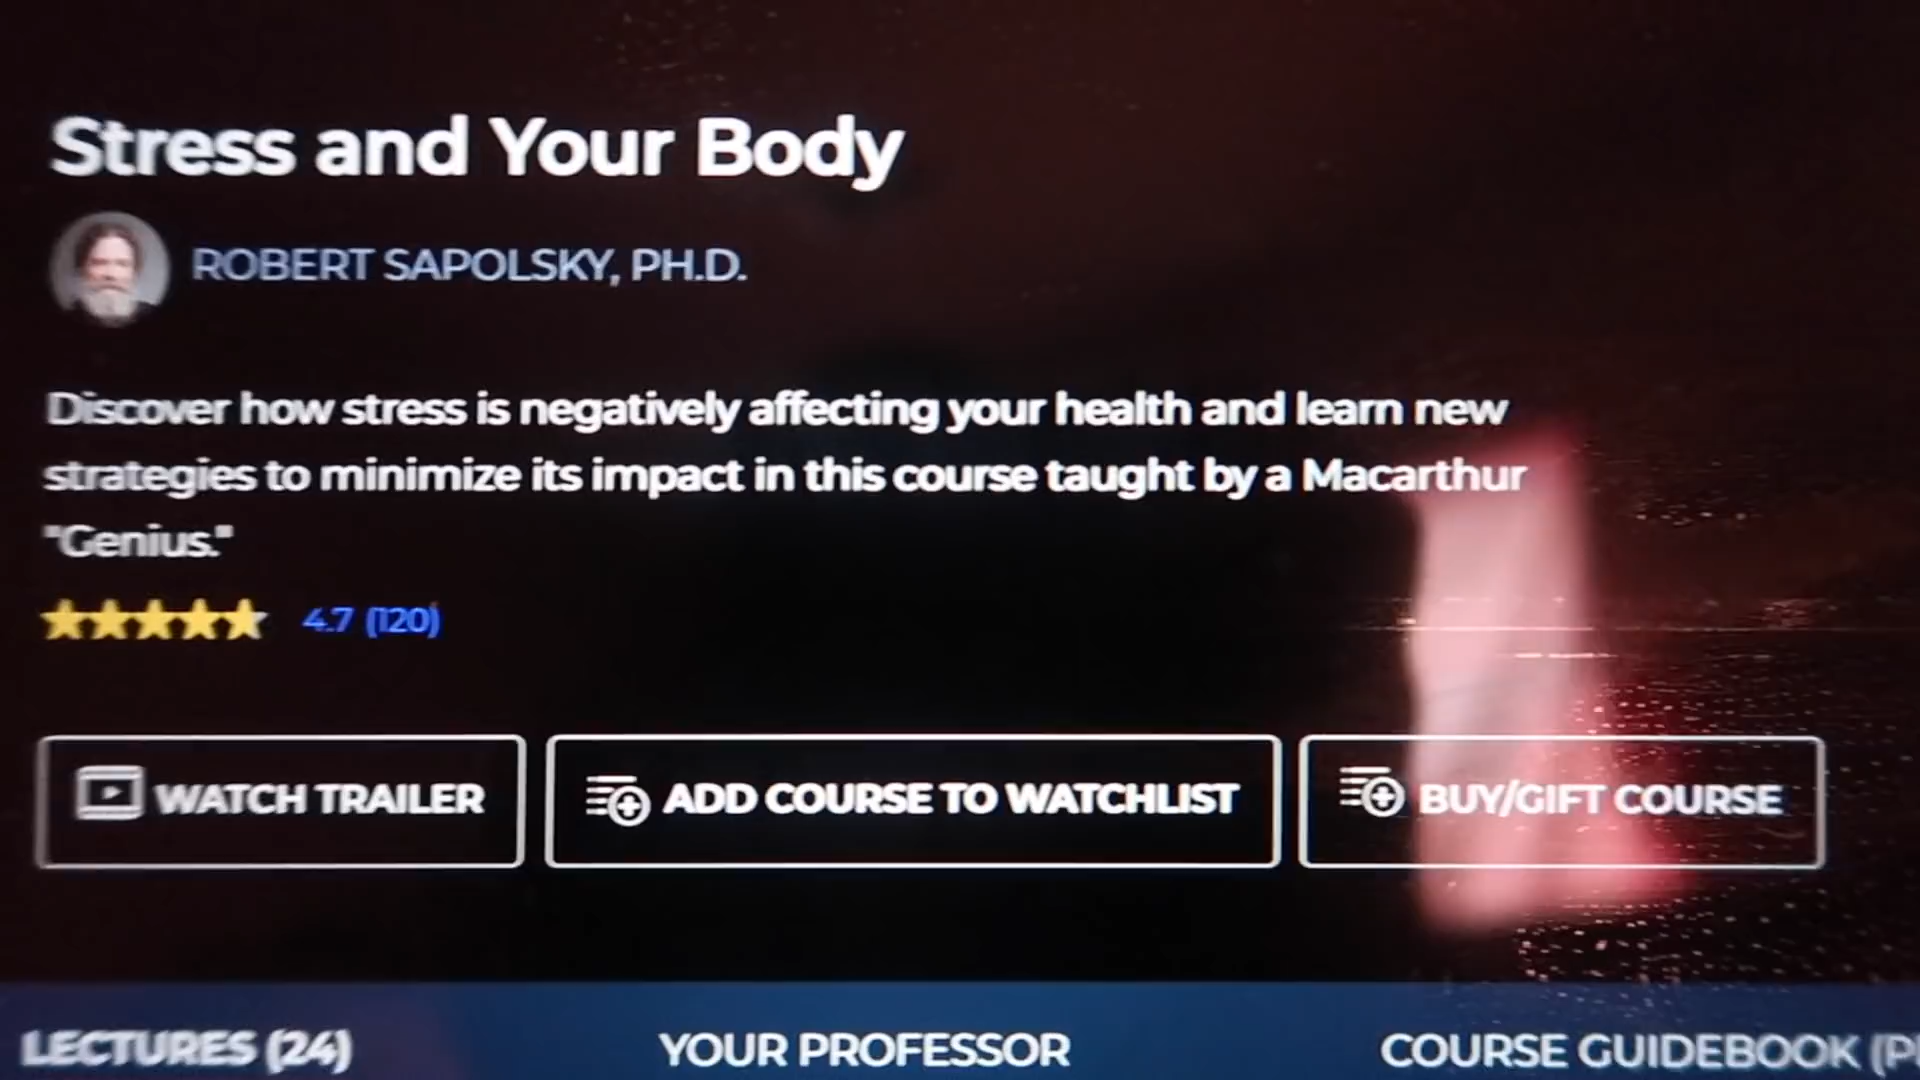 Stress and Your Body
ROBERT SAPOLSKY, PH.D.
Discover how stress is negatively affecting your health and learn new
strategies to minimize its impact in this course taught by a Macarthur
"Genius."
4.7 (120)
WATCH TRAILER
ADD COURSE TO WATCHLIST
BUY/GIFT COURSE
LECTURES (24)
YOUR PROFESSOR
COURSE GUIDEBOOK